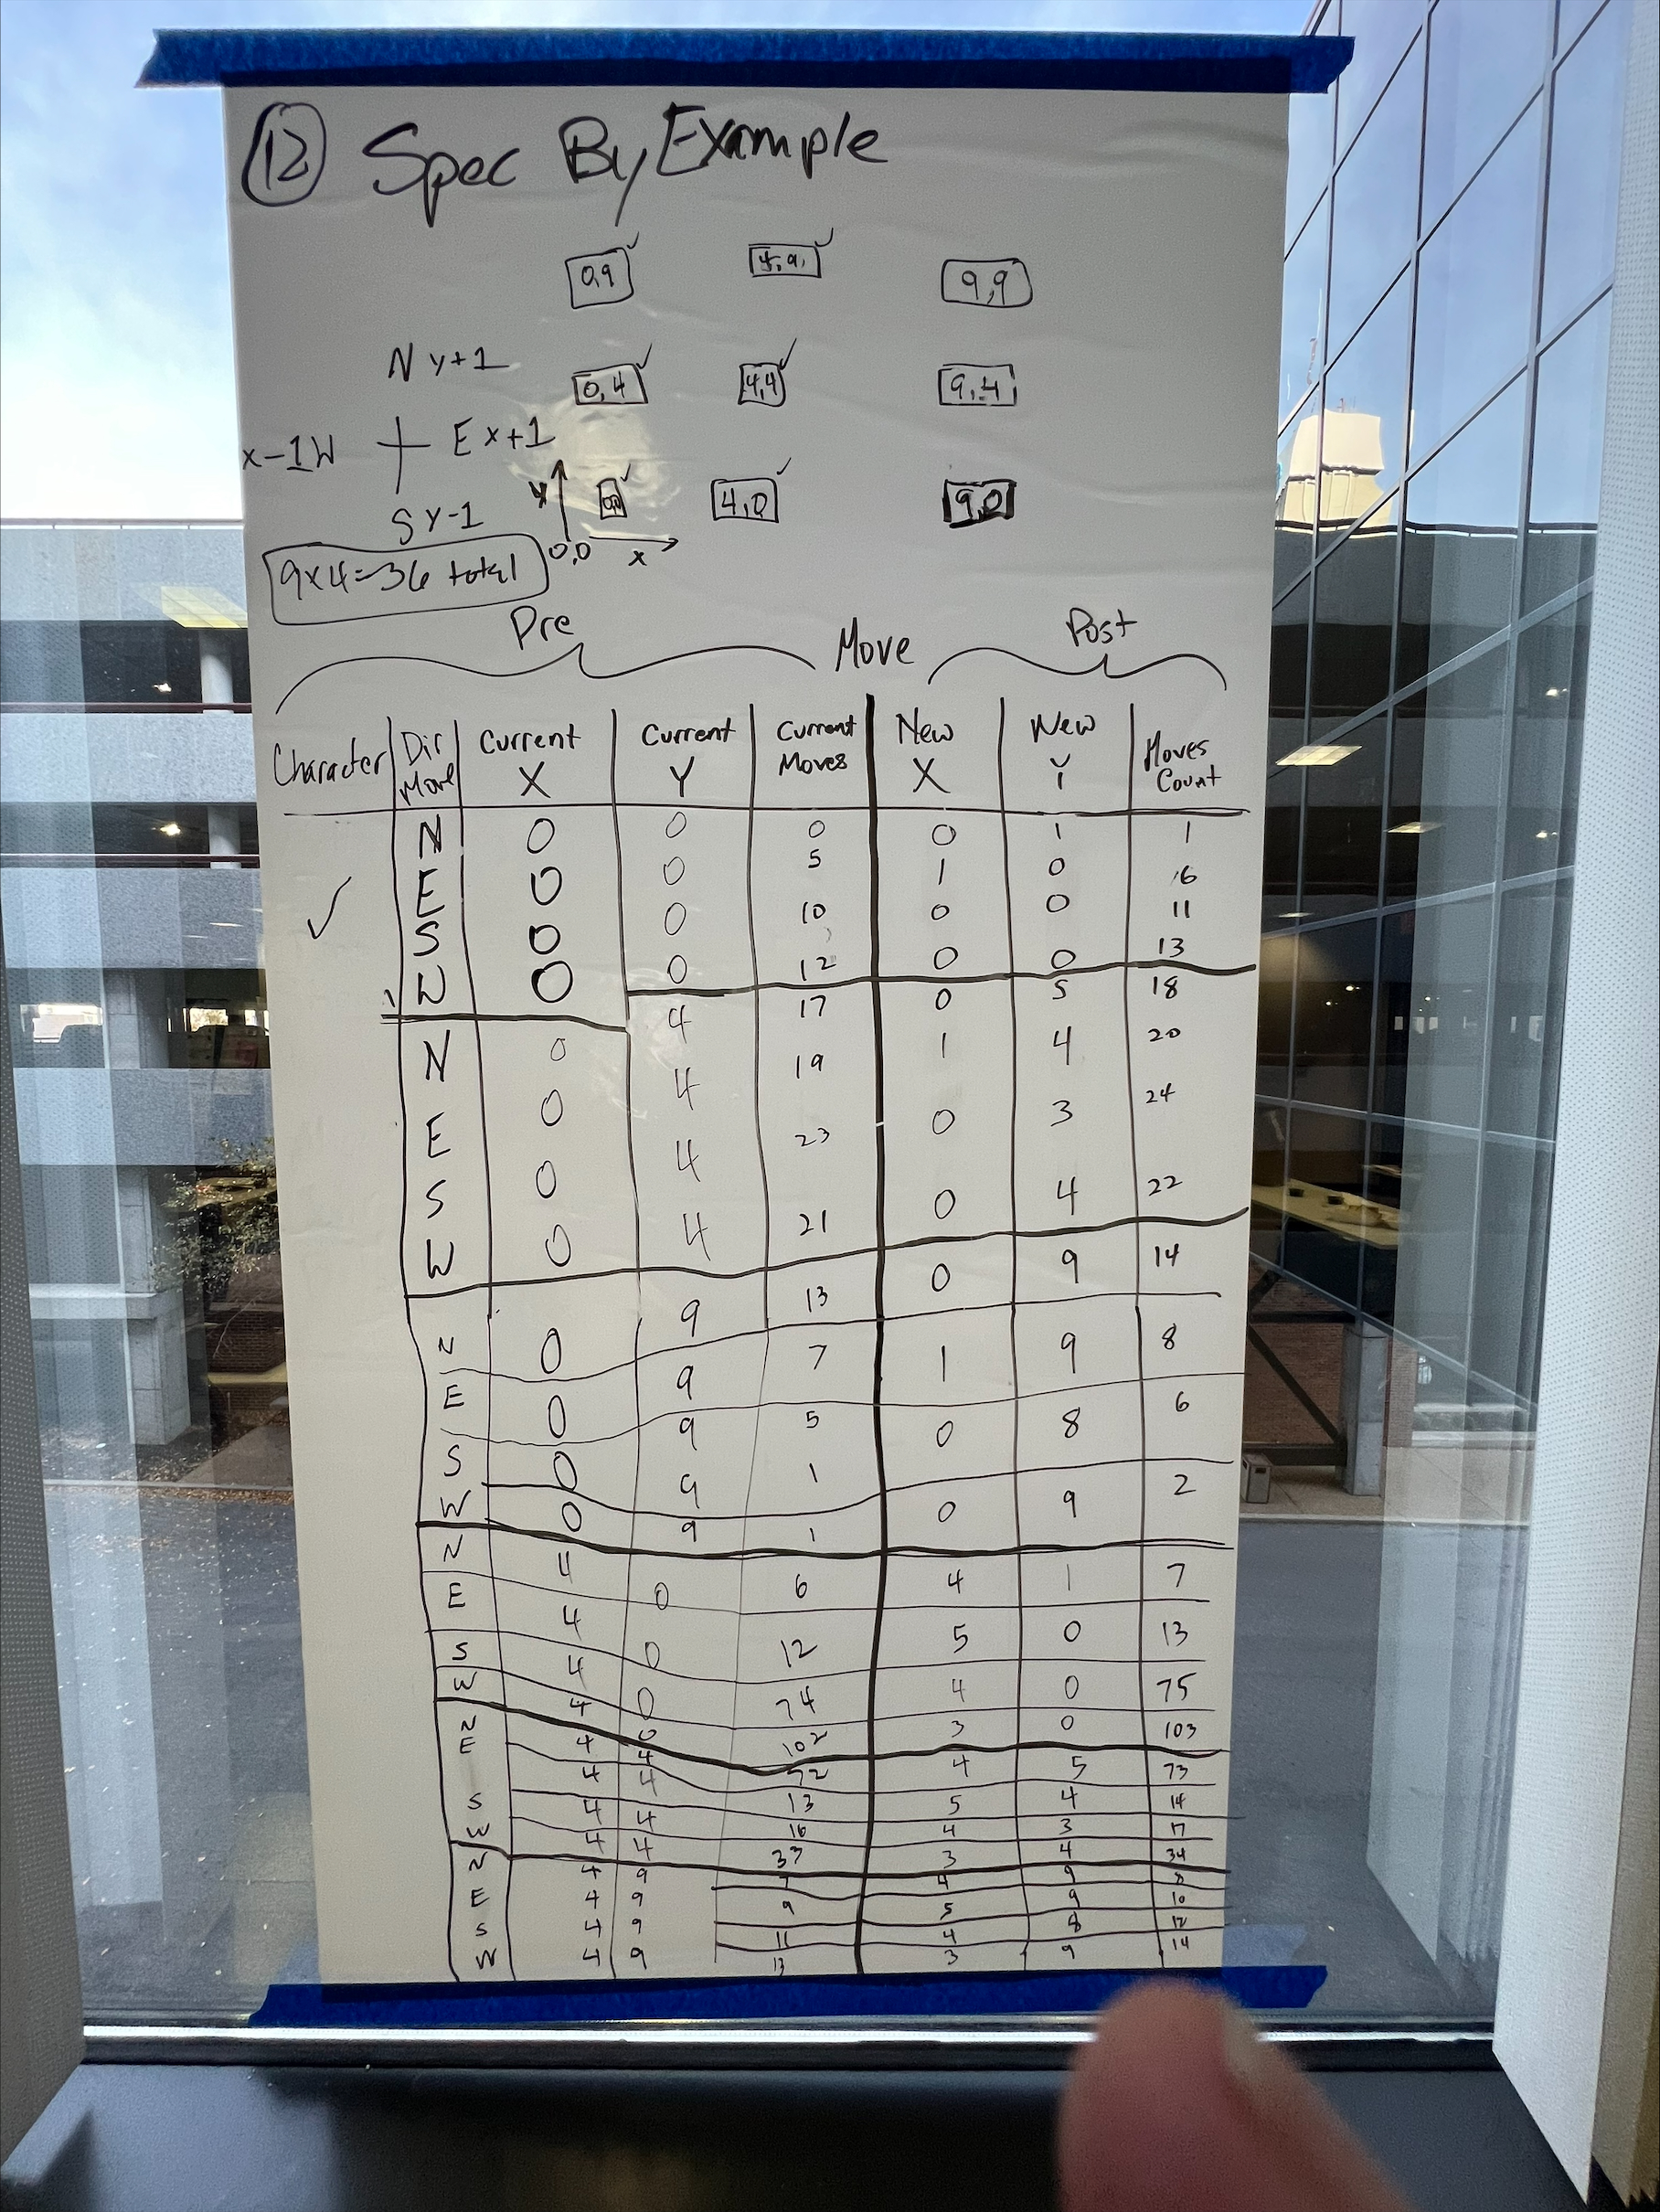 12 Spec By Example
0,9 4,9 9,9
N y+1
0,4 4,4 9,4
x-1 W E x+1
y 0,0 4,0 9,0
S y-1
0,0 x
9x4=36 total
Pre Move Post
Character Dir Move Current X Current Y Current Moves New X New Y Moves Count
N 0 0 0 0 1 1
E 0 0 5 1 0 6
S 0 0 10 0 0 11
W 0 0 12 0 0 13
N 0 4 17 0 5 18
E 0 4 19 1 4 20
S 0 4 23 0 3 24
W 0 4 21 0 4 22
N 0 9 13 0 9 14
E 0 9 7 1 9 8
S 0 9 5 0 8 6
W 0 9 1 0 9 2
1
N 4 0 6 4 1 7
E 4 0 12 5 0 13
S 4 0 74 4 0 75
W 4 0 102 3 0 103
N 4 4 72 4 5 73
E 4 4 13 5 4 14
S 4 4 16 4 3 17
W 4 4 33 3 4 34
N 4 9 7 4 9 8
E 4 9 9 5 9 10
S 4 9 11 4 8 12
W 4 9 13 3 9 14